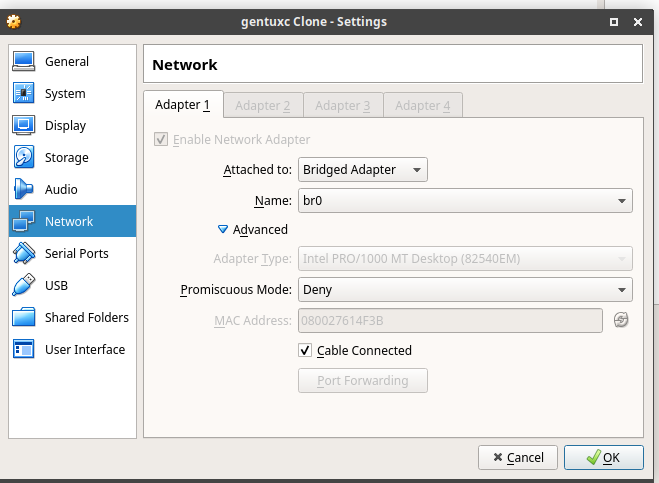 gentuxc Clone - Settings
General
System
Display
Storage
Audio
Network
Serial Ports
USB
Shared Folders
User Interface
Network
Adapter 1 Adapter 2 Adapter 3 Adapter 4
Enable Network Adapter
Attached to: Bridged Adapter
Name: br0
Advanced
Adapter Type: Intel PRO/1000 MT Desktop (82540EM)
Promiscuous Mode: Deny
MAC Address: 080027614F3B
Cable Connected
Port Forwarding
Cancel OK